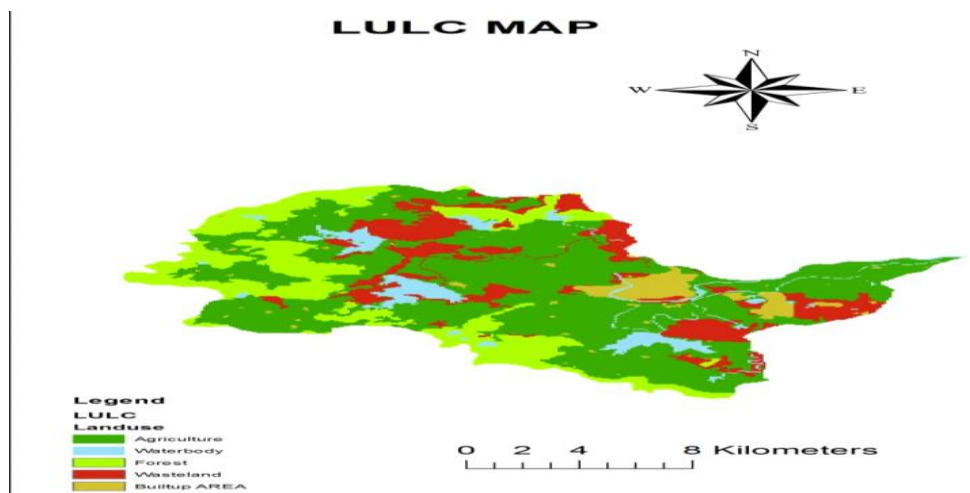 LULC MAP
N
W E
S
Legend
LULC
Landuse
Agriculture
Waterbody
Forest
Wasteland
Builtup AREA
0 2 4 8 Kilometers